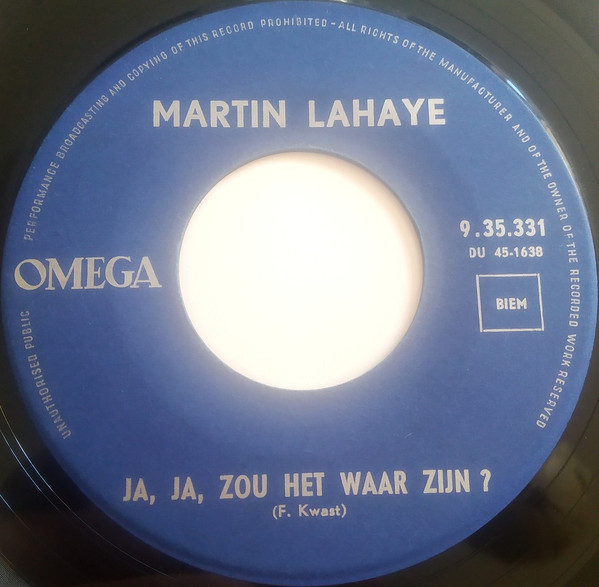 UNAUTHORISED PUBLIC PERFORMANCE BROADCASTING AND COPYING OF THIS RECORD PROHIBITED - ALL RIGHTS OF THE MANUFACTURER AND OF THE OWNER OF THE RECORDED WORK RESERVED
MARTIN LAHAYE
9.35.331
DU 45-1638
OMEGA
BIEM
JA, JA, ZOU HET WAAR ZIJN ?
(F. Kwast)